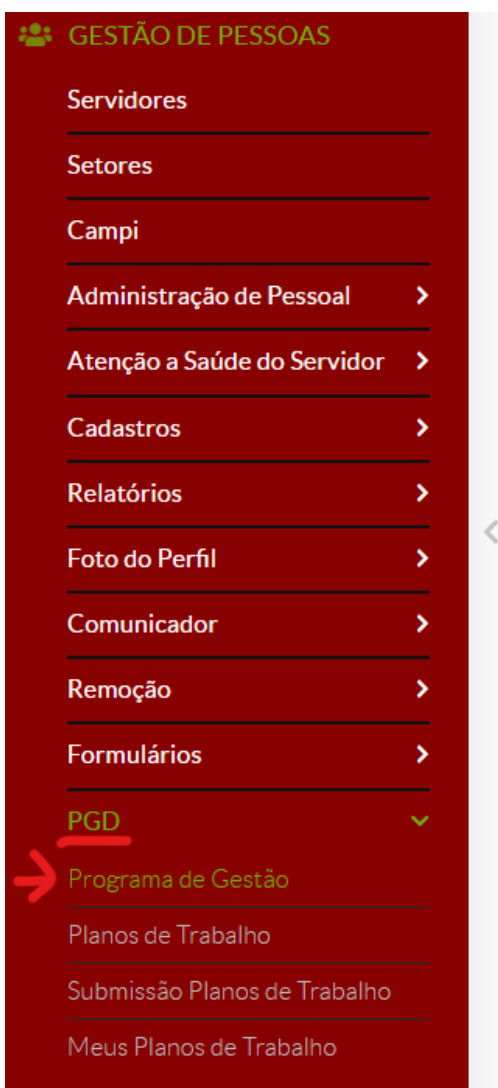 GESTÃO DE PESSOAS
Servidores
Setores
Campi
Administração de Pessoal
Atenção a Saúde do Servidor
Cadastros
Relatórios
Foto do Perfil
Comunicador
Remoção
Formulários
PGD
Programa de Gestão
Planos de Trabalho
Submissão Planos de Trabalho
Meus Planos de Trabalho